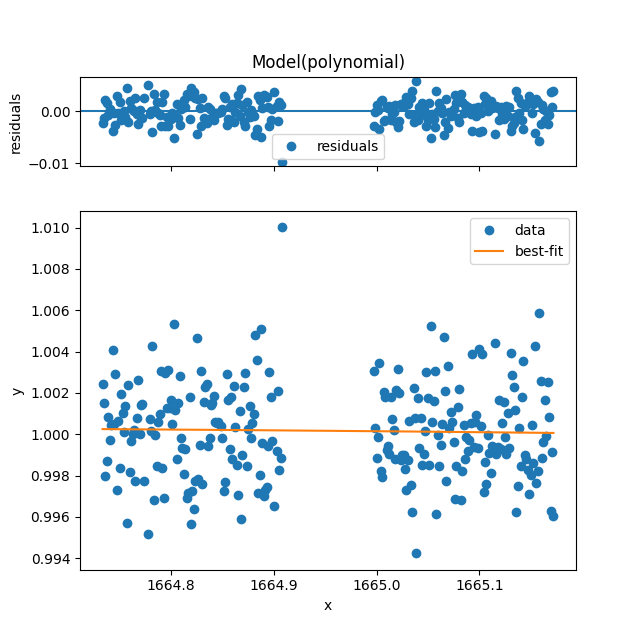 Model(polynomial)
residuals
0.00
−0.01
residuals
y
1.010
1.008
1.006
1.004
1.002
1.000
0.998
0.996
0.994
data
best-fit
1664.8 1664.9 1665.0 1665.1
x